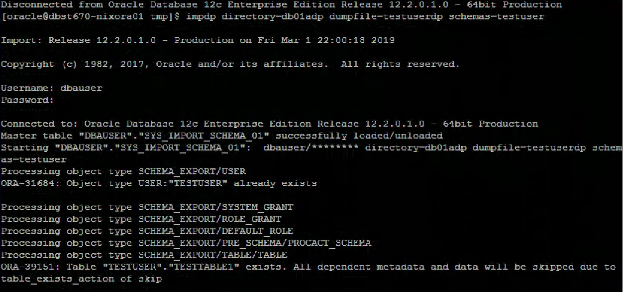 Disconnected from Oracle Database 12c Enterprise Edition Release 12.2.0.1.0 - 64bit Production
[oracle@dbst670-nixora01 tmp]$ impdp directory=db01adp dumpfile=testuserdp schemas=testuser
Import: Release 12.2.0.1.0 - Production on Fri Mar 1 22:00:18 2019
Copyright (c) 1982, 2017, Oracle and/or its affiliates.  All rights reserved.
Username: dbauser
Password:
Connected to: Oracle Database 12c Enterprise Edition Release 12.2.0.1.0 - 64bit Production
Master table "DBAUSER"."SYS_IMPORT_SCHEMA_01" successfully loaded/unloaded
Starting "DBAUSER"."SYS_IMPORT_SCHEMA_01":  dbauser/******** directory=db01adp dumpfile=testuserdp schem
as=testuser
Processing object type SCHEMA_EXPORT/USER
ORA-31684: Object type USER:"TESTUSER" already exists
Processing object type SCHEMA_EXPORT/SYSTEM_GRANT
Processing object type SCHEMA_EXPORT/ROLE_GRANT
Processing object type SCHEMA_EXPORT/DEFAULT_ROLE
Processing object type SCHEMA_EXPORT/PRE_SCHEMA/PROCACT_SCHEMA
Processing object type SCHEMA_EXPORT/TABLE/TABLE
ORA-39151: Table "TESTUSER"."TESTTABLE1" exists. All dependent metadata and data will be skipped due to
table_exists_action of skip